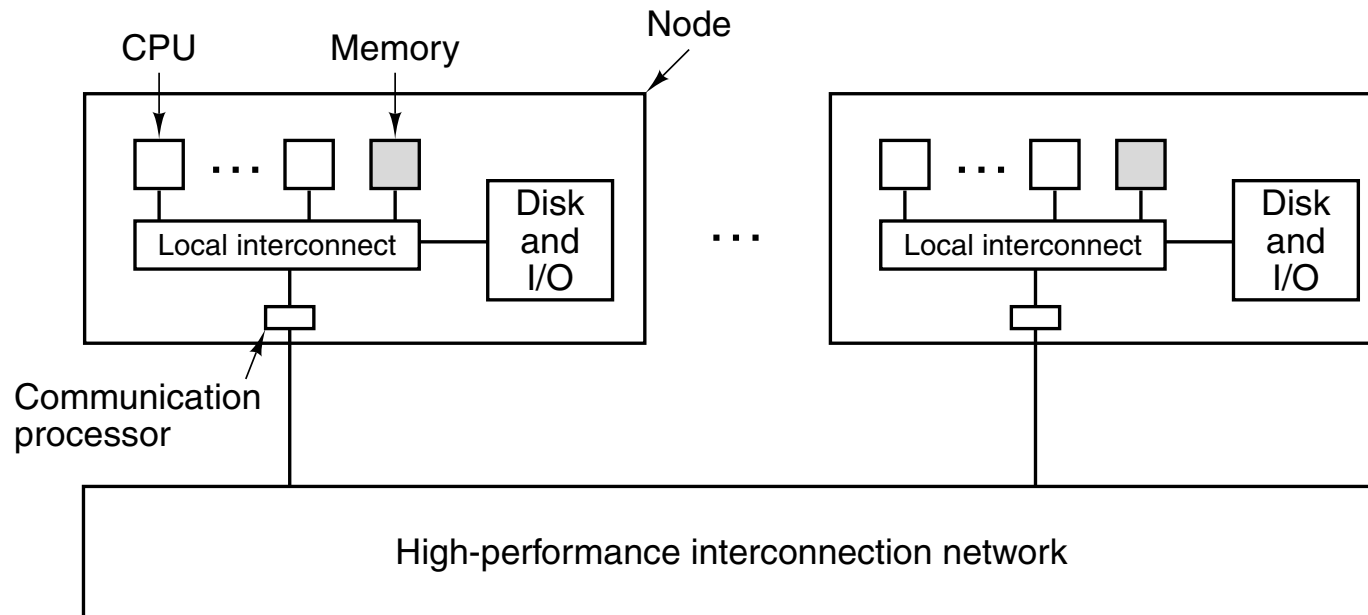 Node
CPU
Memory
Disk
and
I/O
Local interconnect
...
...
Disk
and
I/O
Local interconnect
...
Communication
processor
High-performance interconnection network